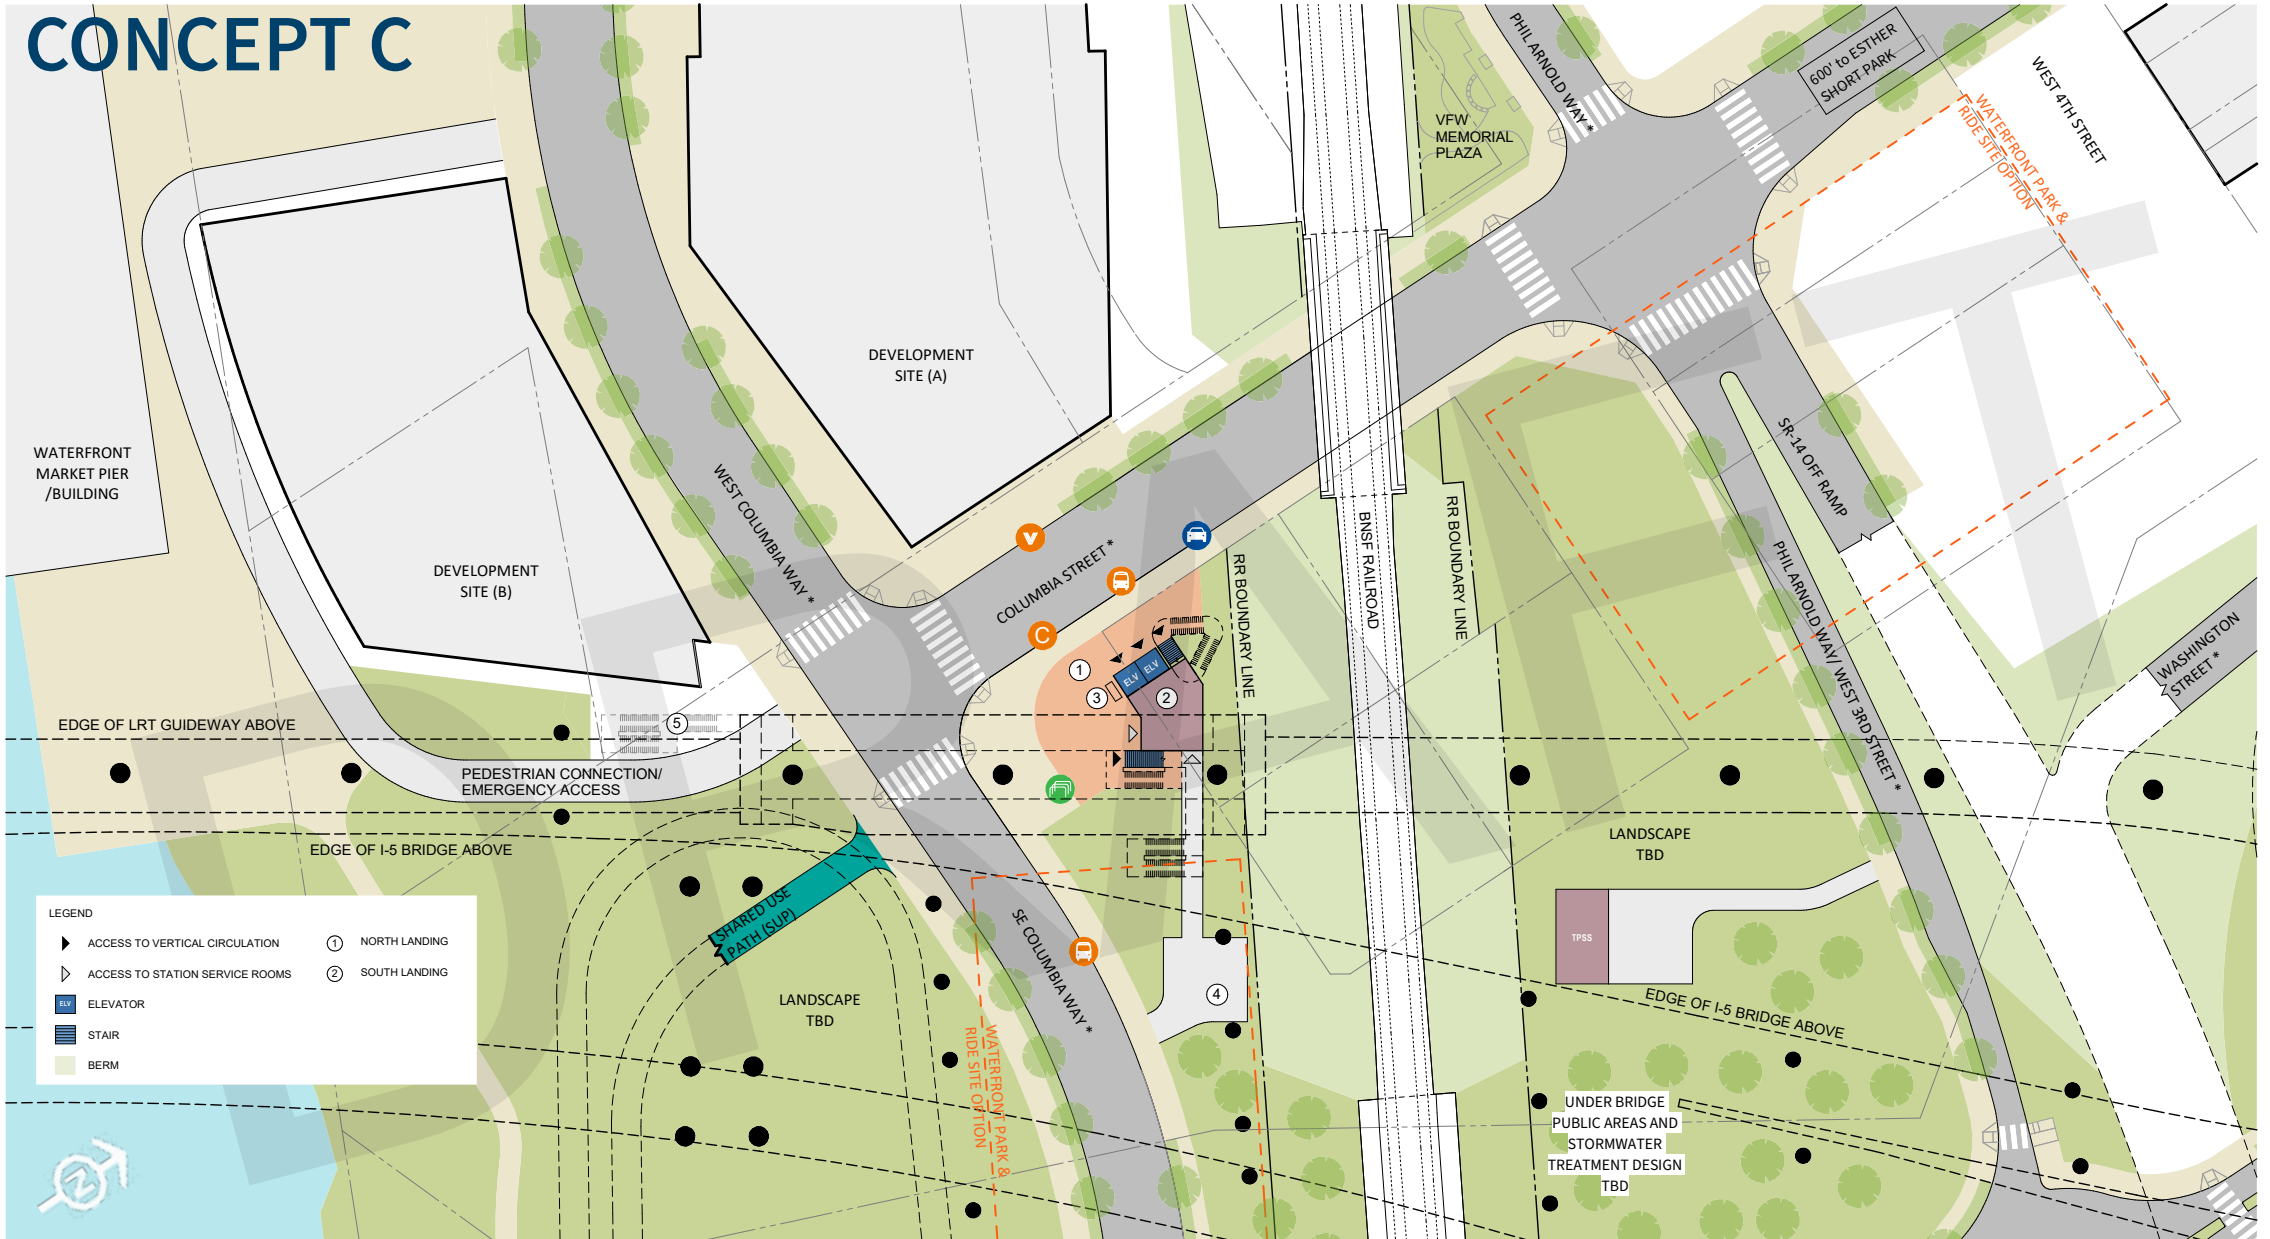 CONCEPT C
PHIL ARNOLD WAY *
600' to ESTHER
SHORT PARK
WEST 4TH STREET
WATERFRONT PARK &
RIDE SITE OPTION
VFW
MEMORIAL
PLAZA
DEVELOPMENT
SITE (A)
WATERFRONT
MARKET PIER
/BUILDING
DEVELOPMENT
SITE (B)
WEST COLUMBIA WAY *
COLUMBIA STREET *
V
C
RR BOUNDARY LINE
BNSF RAILROAD
RR BOUNDARY LINE
SR-14 OFF RAMP
PHIL ARNOLD WAY/ WEST 3RD STREET *
WASHINGTON
STREET *
1
ELV
ELV
3
2
5
EDGE OF LRT GUIDEWAY ABOVE
PEDESTRIAN CONNECTION/
EMERGENCY ACCESS
EDGE OF I-5 BRIDGE ABOVE
SHARED USE
PATH (SUP)
LANDSCAPE
TBD
SE COLUMBIA WAY *
WATERFRONT PARK &
RIDE SITE OPTION
4
LANDSCAPE
TBD
TPSS
EDGE OF I-5 BRIDGE ABOVE
UNDER BRIDGE
PUBLIC AREAS AND
STORMWATER
TREATMENT DESIGN
TBD
LEGEND
ACCESS TO VERTICAL CIRCULATION
1 NORTH LANDING
ACCESS TO STATION SERVICE ROOMS
2 SOUTH LANDING
ELV ELEVATOR
STAIR
BERM
Z
DRAFT